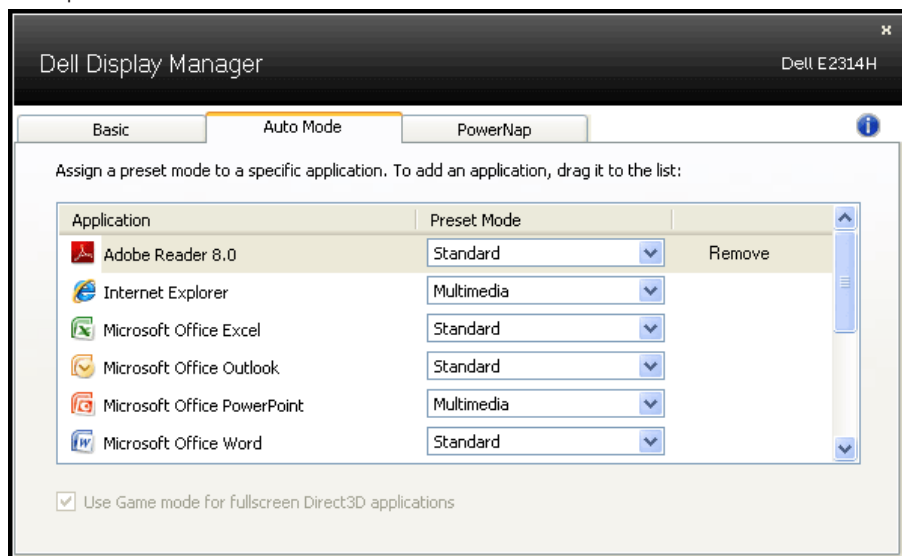 Dell Display Manager
Dell E2314H
Basic Auto Mode PowerNap
Assign a preset mode to a specific application. To add an application, drag it to the list:
Application Preset Mode
Adobe Reader 8.0 Standard Remove
Internet Explorer Multimedia
Microsoft Office Excel Standard
Microsoft Office Outlook Standard
Microsoft Office PowerPoint Multimedia
Microsoft Office Word Standard
Use Game mode for fullscreen Direct3D applications